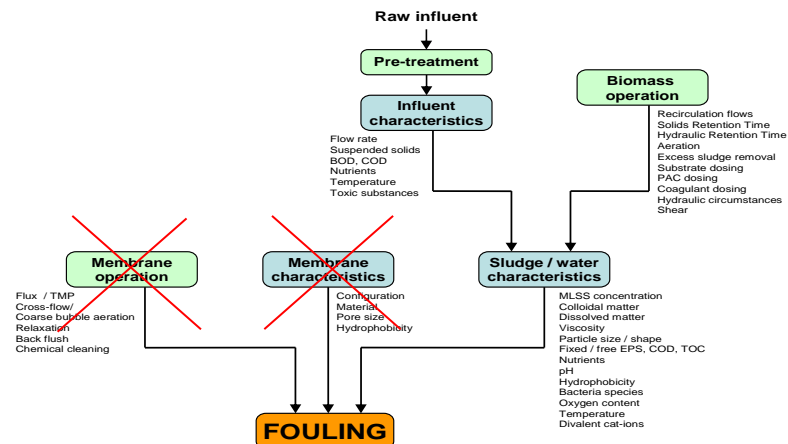 Raw influent
Pre-treatment
Influent
characteristics
Flow rate
Suspended solids
BOD, COD
Nutrients
Temperature
Toxic substances
Biomass
operation
Recirculation flows
Solids Retention Time
Hydraulic Retention Time
Aeration
Excess sludge removal
Substrate dosing
PAC dosing
Coagulant dosing
Hydraulic circumstances
Shear
Membrane
operation
Flux / TMP
Cross-flow/
Coarse bubble aeration
Relaxation
Back flush
Chemical cleaning
Membrane
characteristics
Configuration
Material
Pore size
Hydrophobicity
Sludge / water
characteristics
MLSS concentration
Colloidal matter
Dissolved matter
Viscosity
Particle size / shape
Fixed / free EPS, COD, TOC
Nutrients
pH
Hydrophobicity
Bacteria species
Oxygen content
Temperature
Divalent cat-ions
FOULING